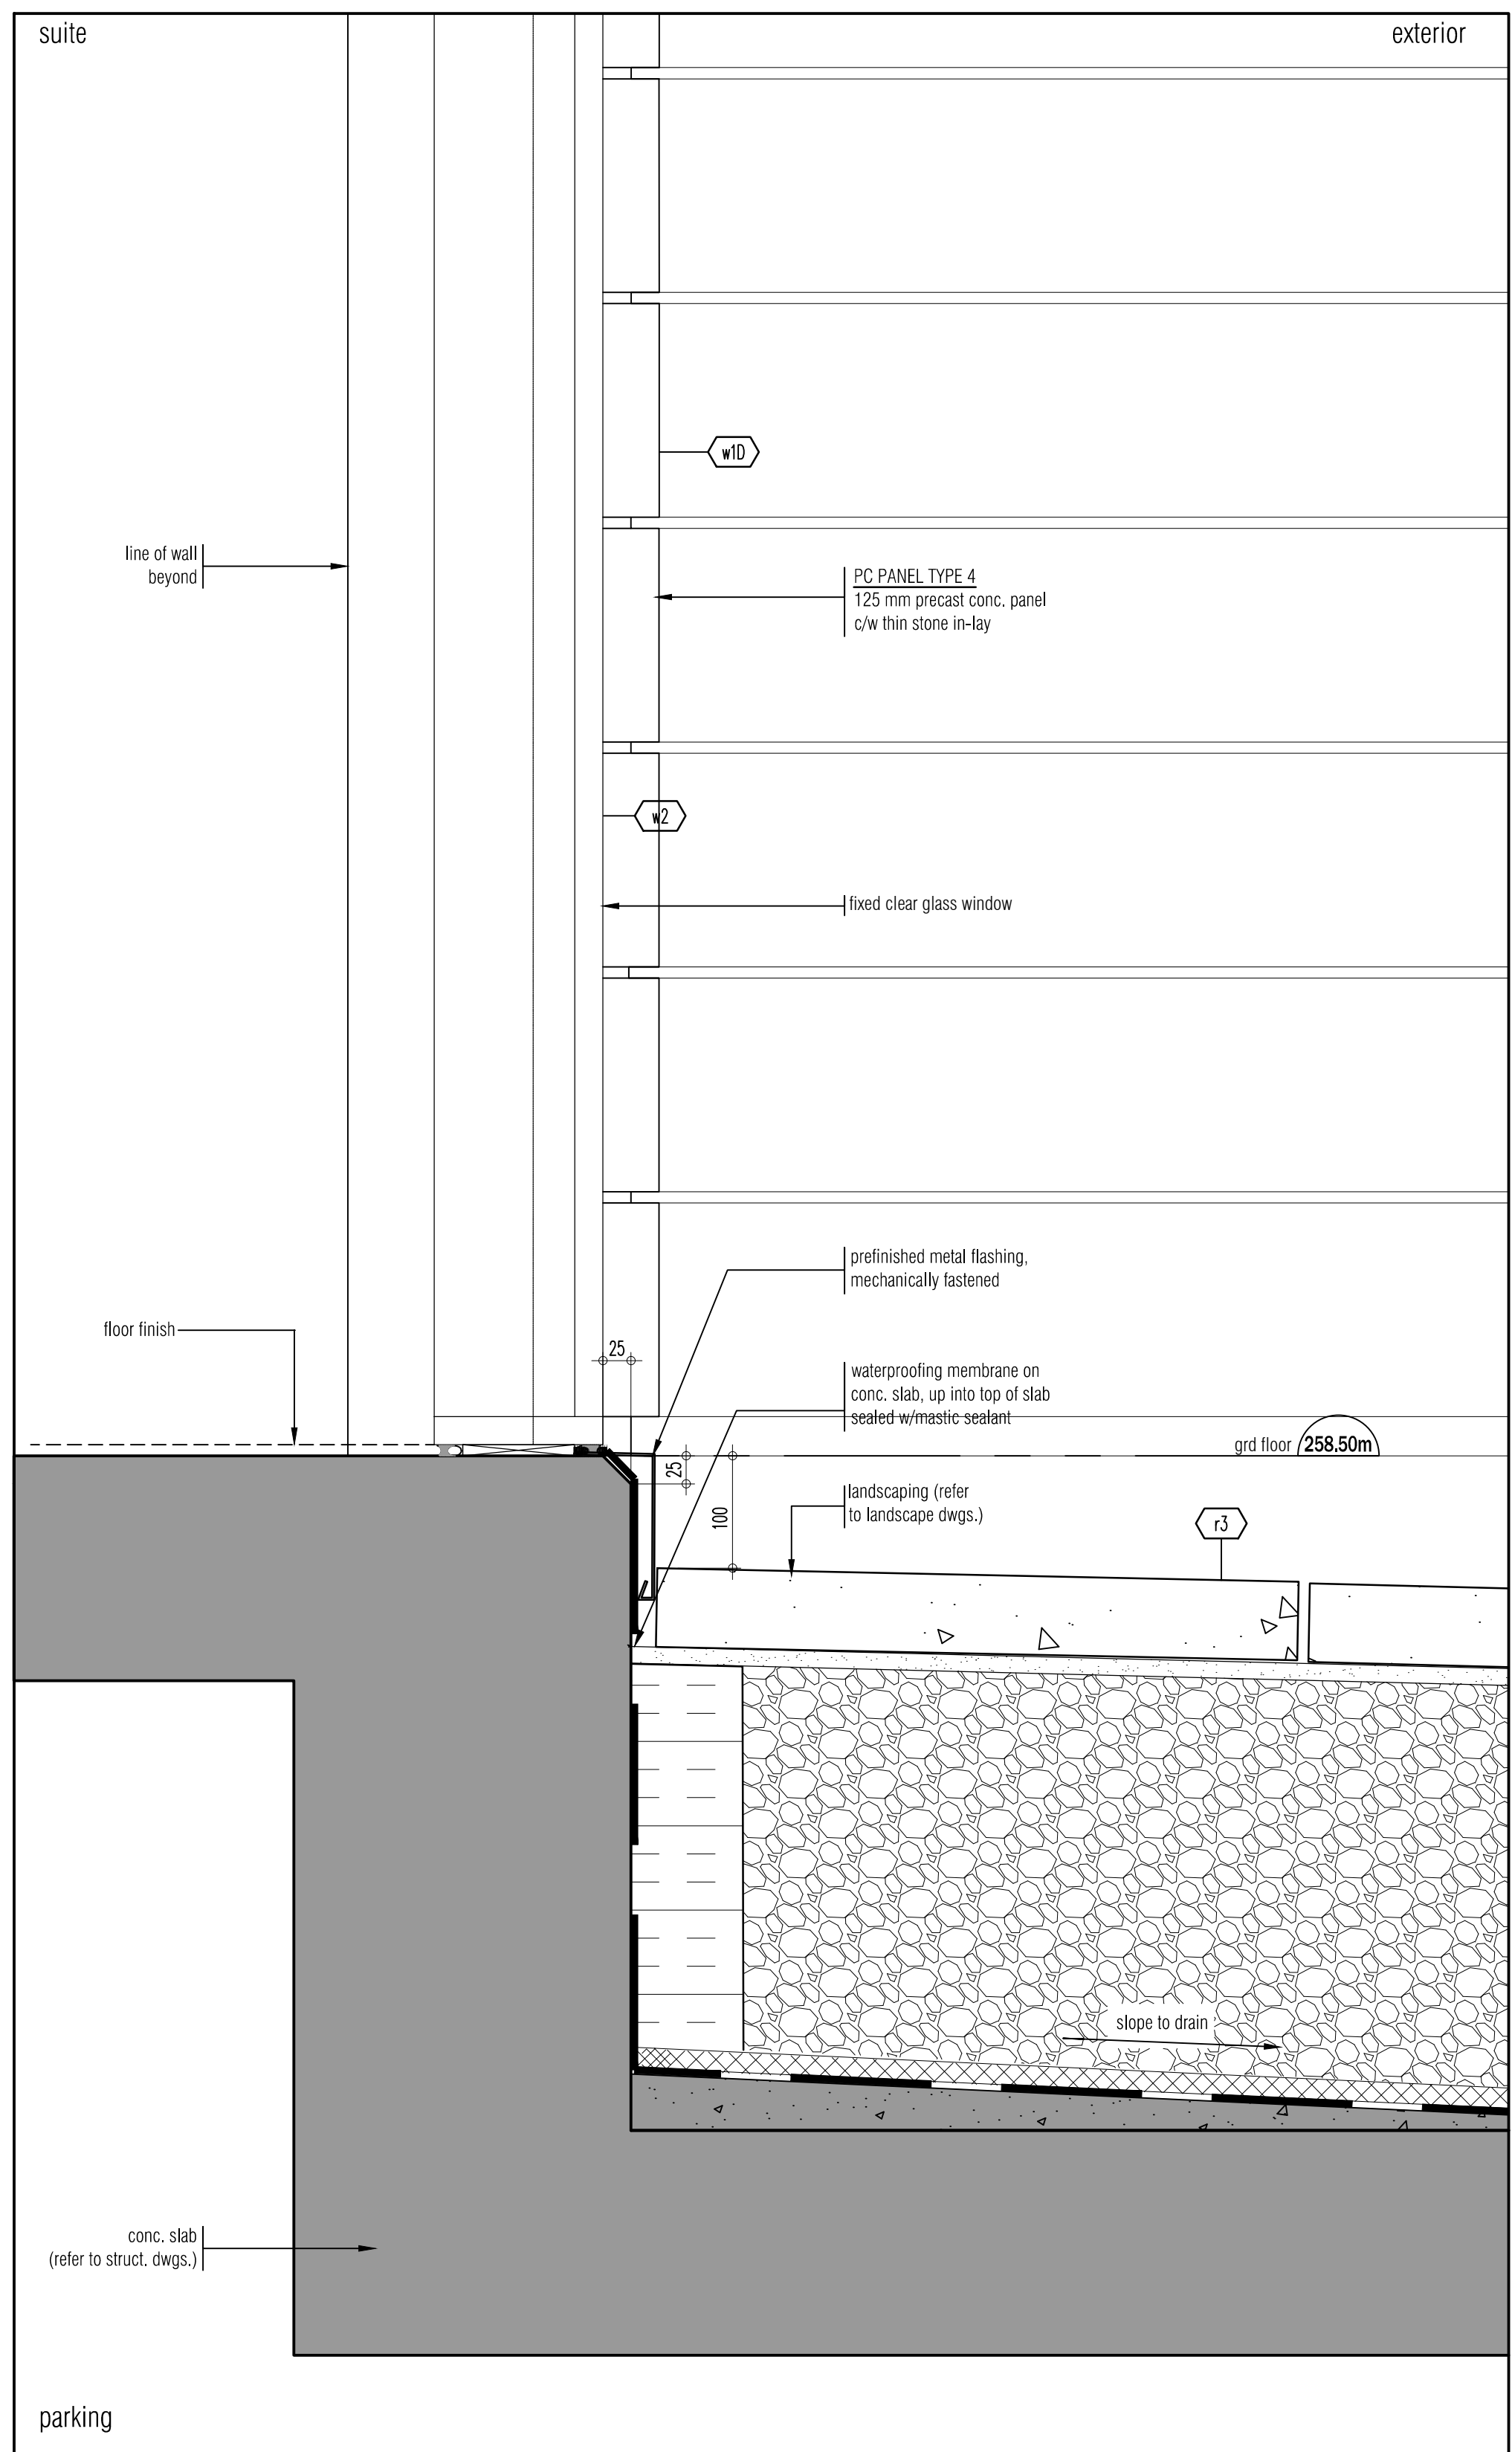 suite
exterior
w1D
line of wall
beyond
PC PANEL TYPE 4
125 mm precast conc. panel
c/w thin stone in-lay
w2
fixed clear glass window
prefinished metal flashing,
mechanically fastened
floor finish
25
waterproofing membrane on
conc. slab, up into top of slab
sealed w/mastic sealant
grd floor 258.50m
25
100
landscaping (refer
to landscape dwgs.)
r3
slope to drain
conc. slab
(refer to struct. dwgs.)
parking